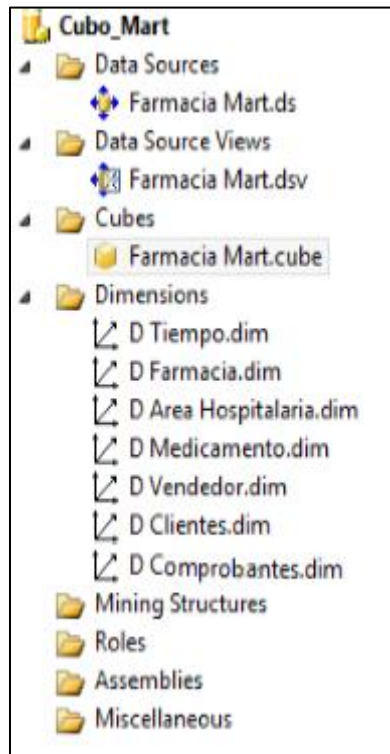 Cubo_Mart
Data Sources
Farmacia Mart.ds
Data Source Views
Farmacia Mart.dsv
Cubes
Farmacia Mart.cube
Dimensions
D Tiempo.dim
D Farmacia.dim
D Area Hospitalaria.dim
D Medicamento.dim
D Vendedor.dim
D Clientes.dim
D Comprobantes.dim
Mining Structures
Roles
Assemblies
Miscellaneous